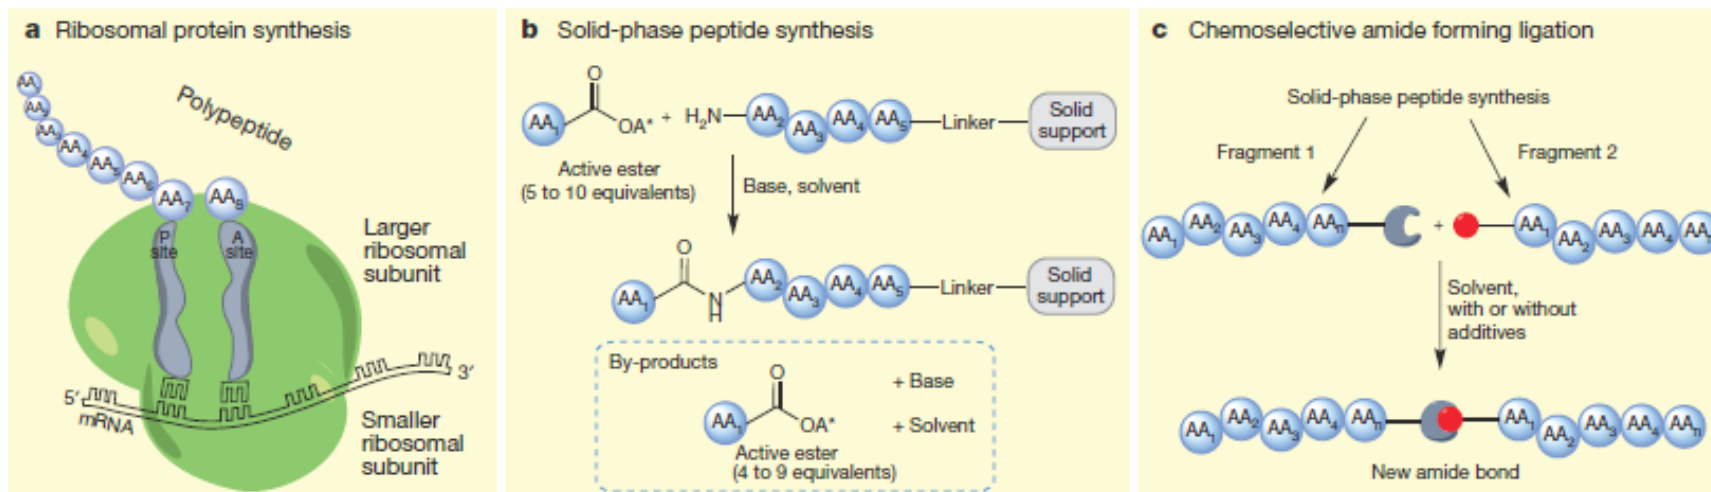 a Ribosomal protein synthesis
AA₁
AA₂
AA₃
AA₄
AA₅
AA₆
AA₇
AA₈
Polypeptide
P
site
A
site
Larger
ribosomal
subunit
5′
mRNA
3′
Smaller
ribosomal
subunit
b Solid-phase peptide synthesis
AA₁
O
OA*
+
H₂N
AA₂
AA₃
AA₄
AA₅
Linker
Solid
support
Active ester
(5 to 10 equivalents)
Base, solvent
AA₁
O
N
H
AA₂
AA₃
AA₄
AA₅
Linker
Solid
support
By-products
AA₁
O
OA*
+ Base
+ Solvent
Active ester
(4 to 9 equivalents)
c Chemoselective amide forming ligation
Solid-phase peptide synthesis
Fragment 1
Fragment 2
AA₁
AA₂
AA₃
AA₄
AAₙ
+
AA₁
AA₂
AA₃
AA₄
AAₙ
Solvent,
with or without
additives
AA₁
AA₂
AA₃
AA₄
AAₙ
AA₁
AA₂
AA₃
AA₄
AAₙ
New amide bond